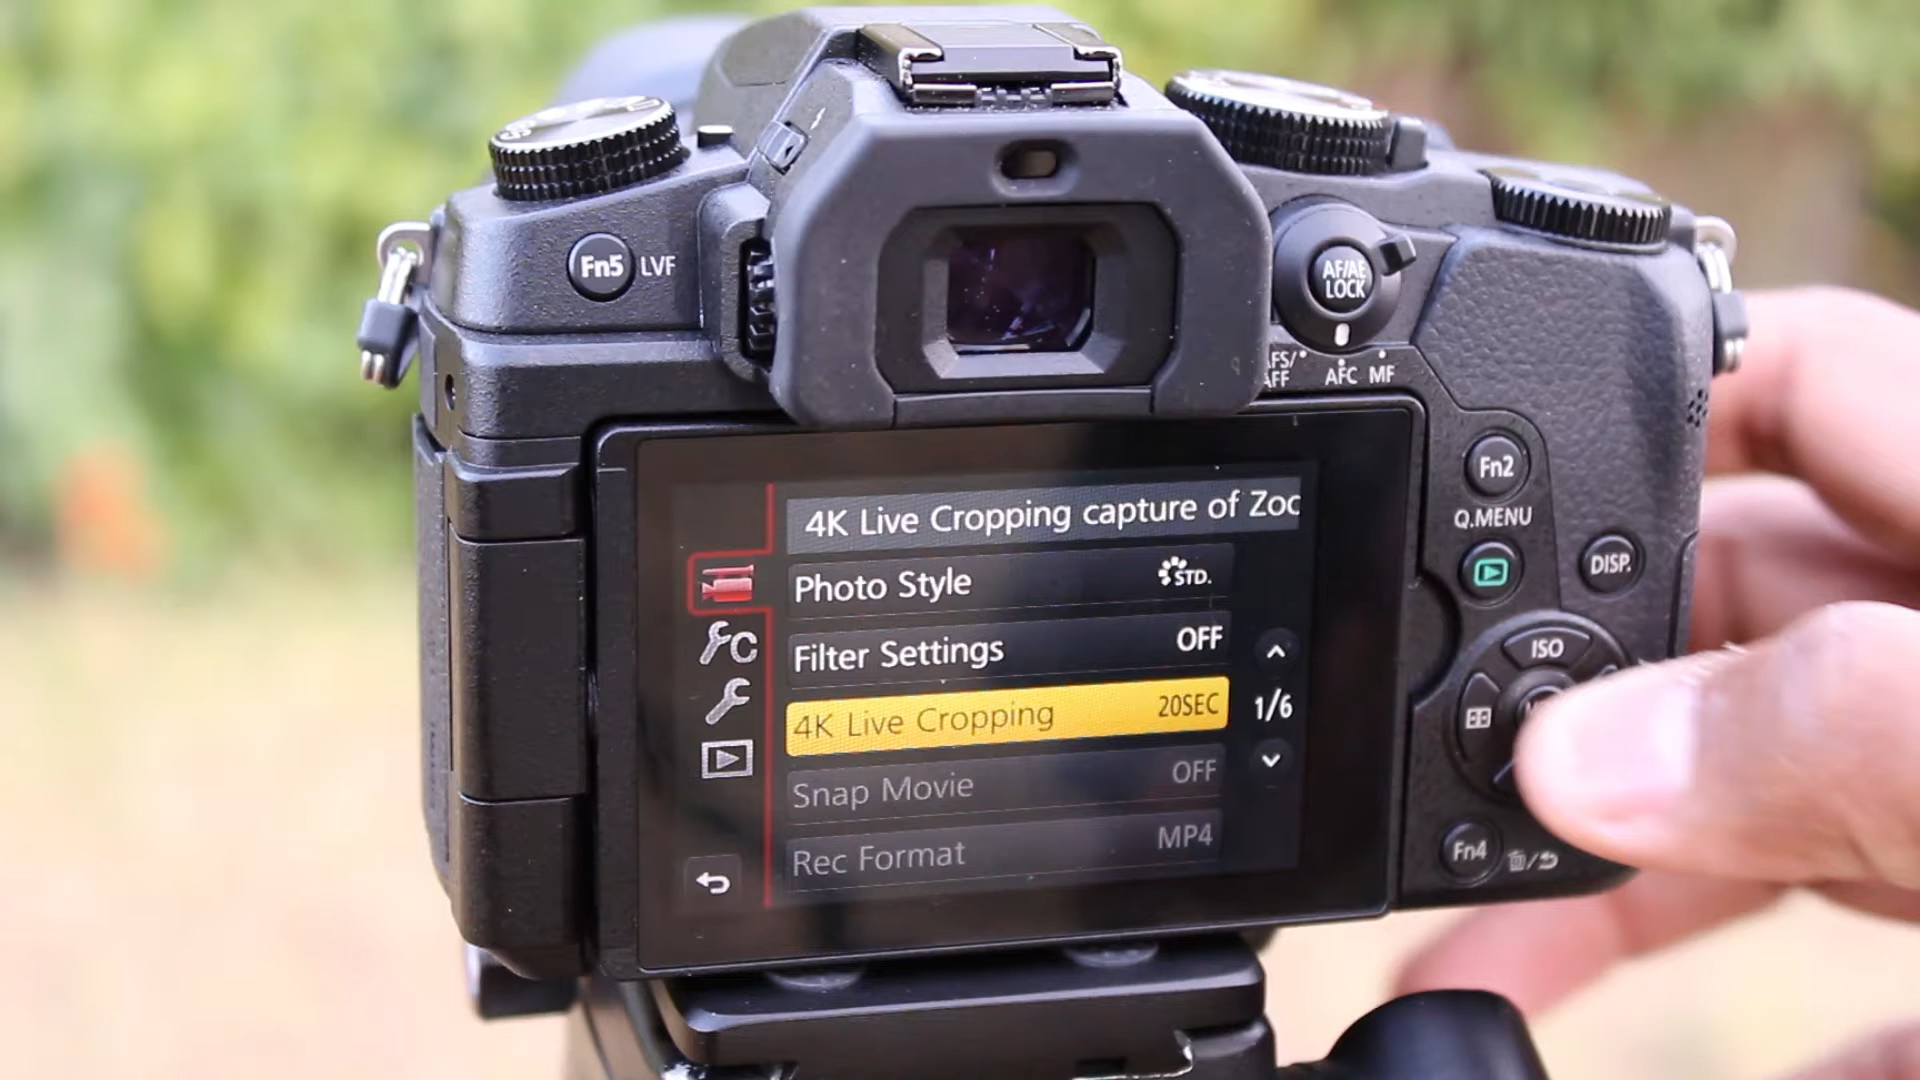 Fn5 LVF
AF/AE
LOCK
AFS/
AFF AFC MF
Fn2
Q.MENU
DISP.
ISO
Fn4
4K Live Cropping capture of Zoo
Photo Style STD.
Filter Settings OFF
4K Live Cropping 20SEC
1/6
Snap Movie OFF
Rec Format MP4
C